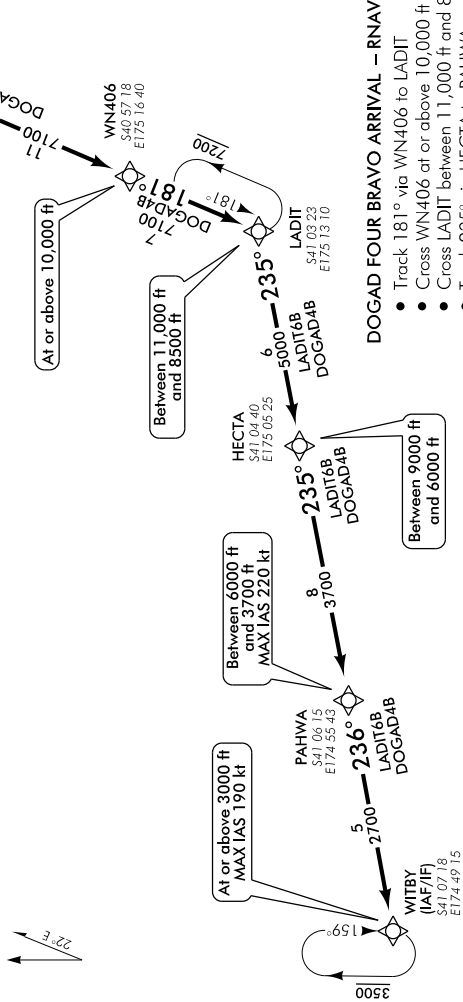 DOGA
7100
11
WN406
S40 57 18
E175 16 40
At or above 10,000 ft
181°
DOGAD4B
7100
7
181°
7200
LADIT
S41 03 23
E175 13 10
Between 11,000 ft
and 8500 ft
235°
6
5000
LADIT6B
DOGAD4B
HECTA
S41 04 40
E175 05 25
Between 9000 ft
and 6000 ft
235°
LADIT6B
DOGAD4B
8
3700
Between 6000 ft
and 3700 ft
MAX IAS 220 kt
PAHWA
S41 06 15
E174 55 43
236°
LADIT6B
DOGAD4B
5
2700
At or above 3000 ft
MAX IAS 190 kt
WITBY
(IAF/IF)
S41 07 18
E174 49 15
159°
3500
22° E
DOGAD FOUR BRAVO ARRIVAL – RNAV
• Track 181° via WN406 to LADIT
• Cross WN406 at or above 10,000 ft
• Cross LADIT between 11,000 ft and 8